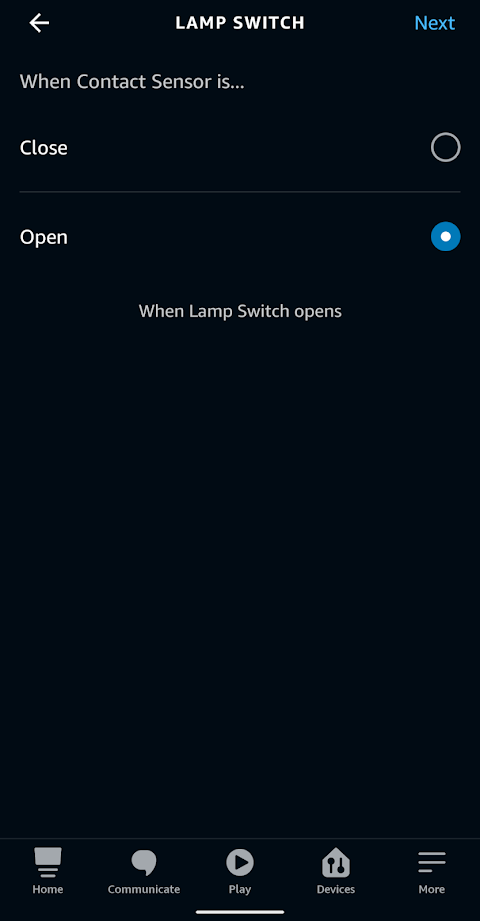 LAMP SWITCH
Next
When Contact Sensor is...
Close
Open
When Lamp Switch opens
Home
Communicate
Play
Devices
More